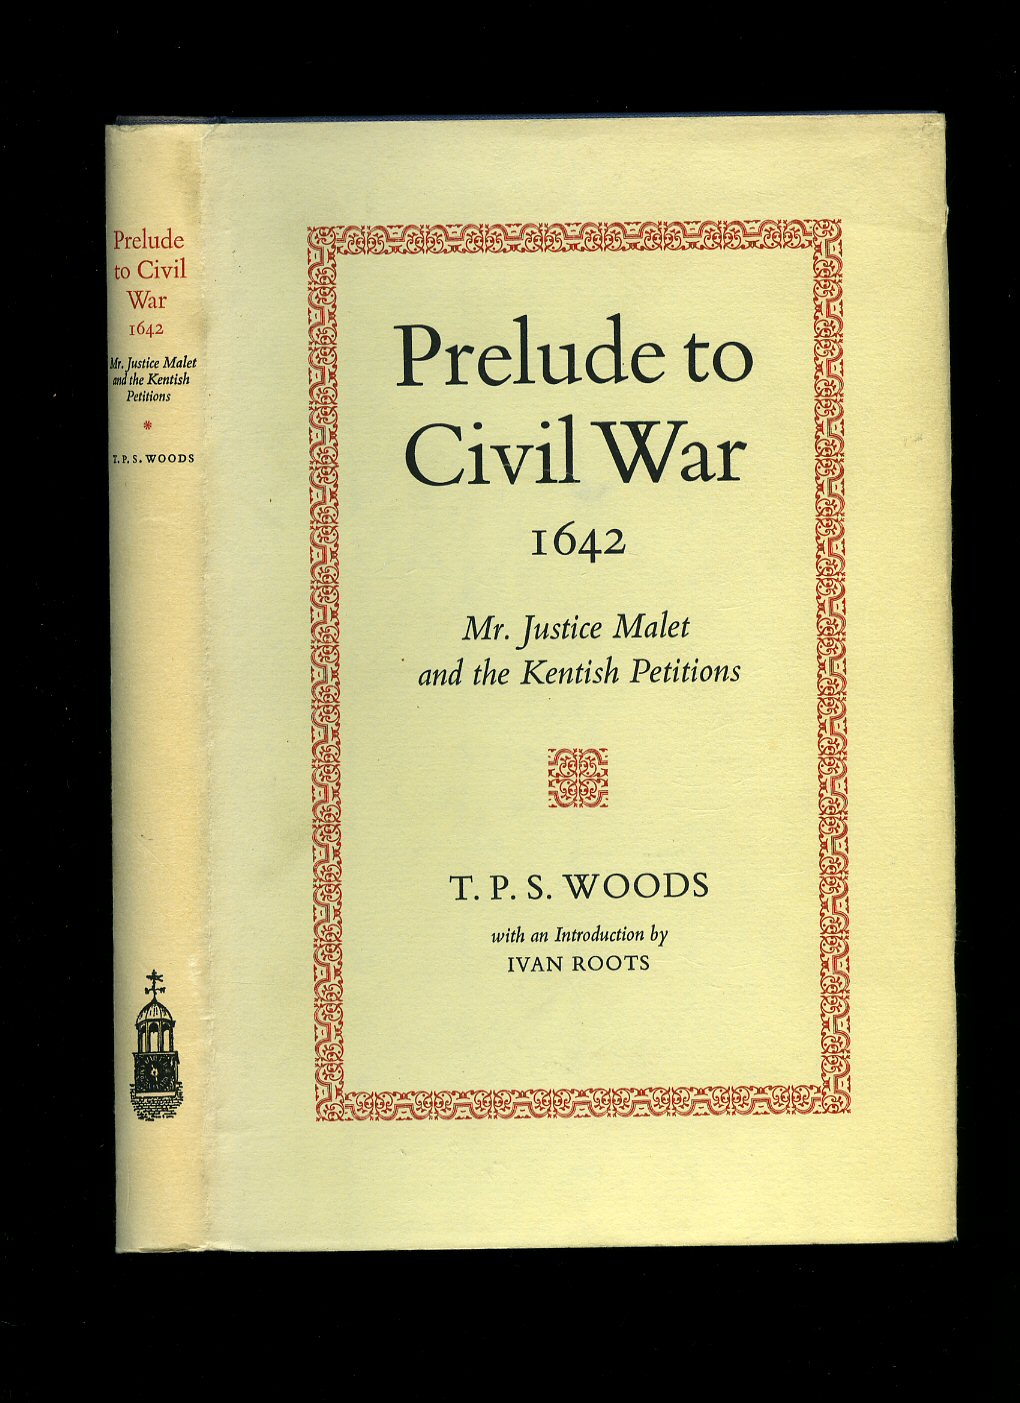 Prelude
to Civil
War
1642
Mr. Justice Malet
and the Kentish
Petitions
T. P. S. WOODS
Prelude to
Civil War
1642
Mr. Justice Malet
and the Kentish Petitions
T. P. S. WOODS
with an Introduction by
IVAN ROOTS